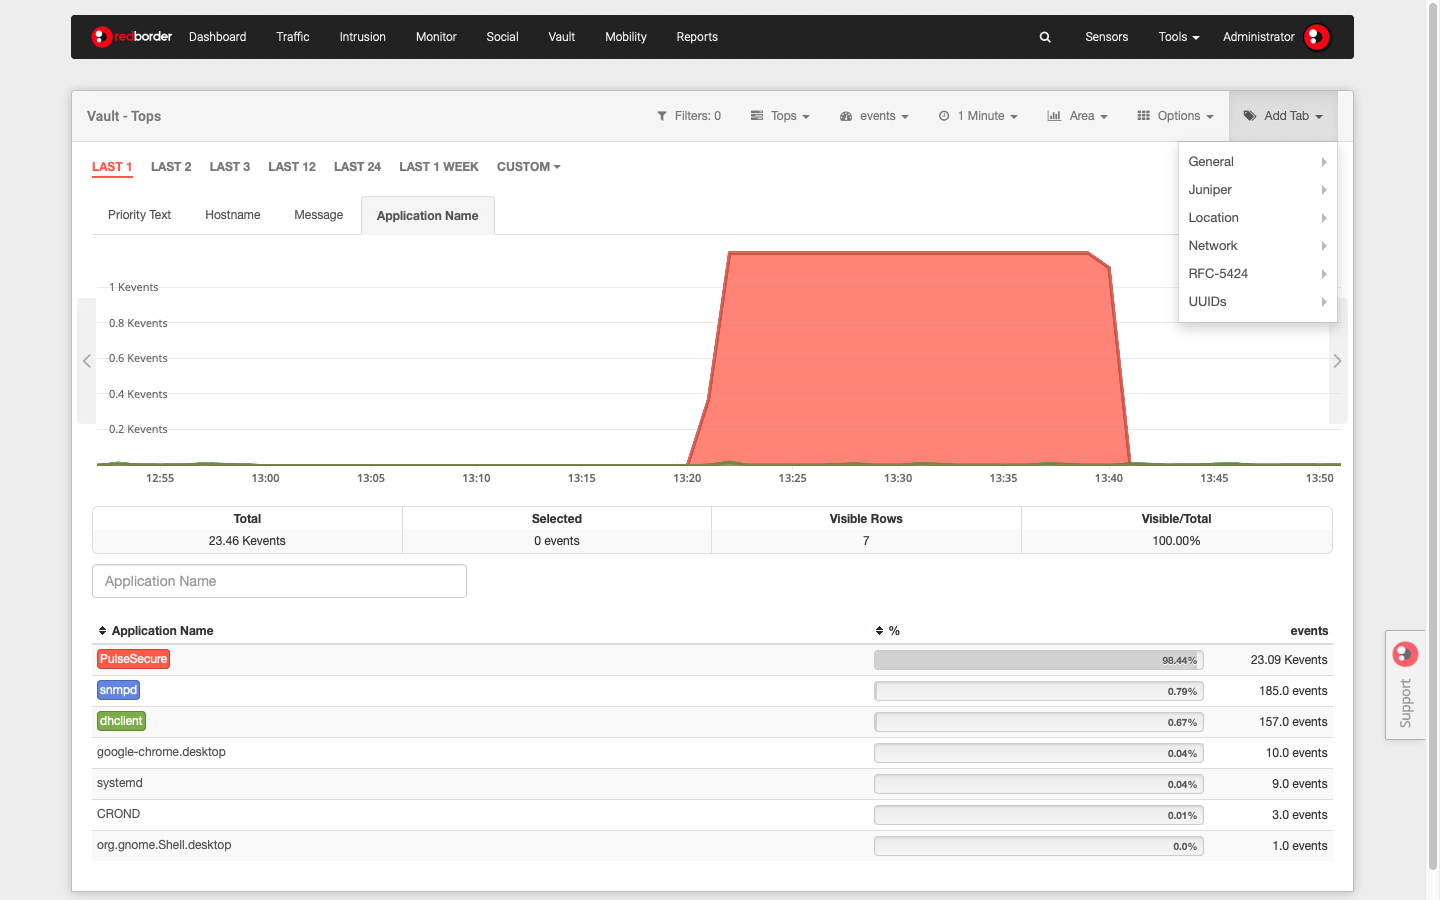 redborder Dashboard Traffic Intrusion Monitor Social Vault Mobility Reports Sensors Tools Administrator
Vault - Tops Filters: 0 Tops events 1 Minute Area Options Add Tab
General
Juniper
Location
Network
RFC-5424
UUIDs
LAST 1 LAST 2 LAST 3 LAST 12 LAST 24 LAST 1 WEEK CUSTOM
Priority Text Hostname Message Application Name
1 Kevents
0.8 Kevents
0.6 Kevents
0.4 Kevents
0.2 Kevents
12:55 13:00 13:05 13:10 13:15 13:20 13:25 13:30 13:35 13:40 13:45 13:50
Total Selected Visible Rows Visible/Total
23.46 Kevents 0 events 7 100.00%
Application Name
Application Name % events
PulseSecure 98.44% 23.09 Kevents
snmpd 0.79% 185.0 events
dhclient 0.67% 157.0 events
google-chrome.desktop 0.04% 10.0 events
systemd 0.04% 9.0 events
CROND 0.01% 3.0 events
org.gnome.Shell.desktop 0.0% 1.0 events
Support